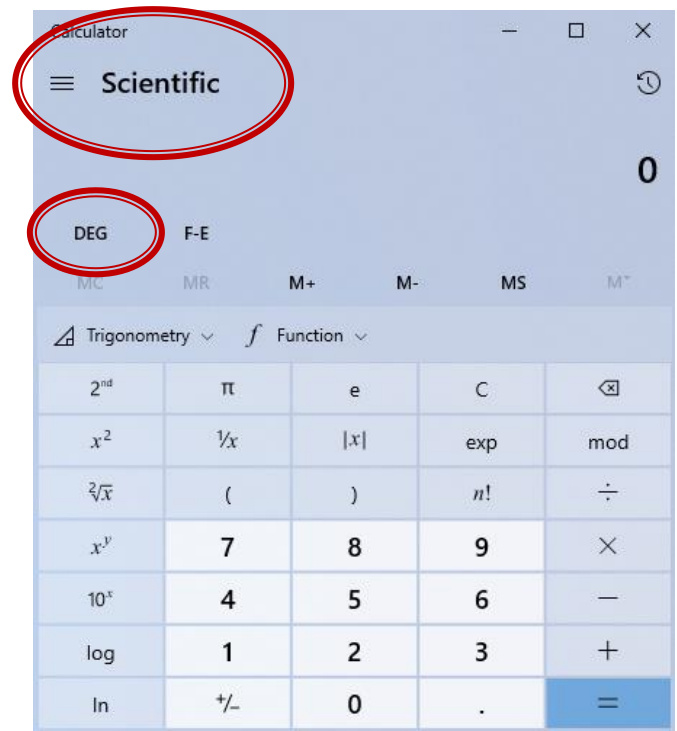 Calculator
Scientific
0
DEG F-E
MC MR M+ M- MS M˅
Trigonometry f Function
2ⁿᵈ π e C
x² ¹/x |x| exp mod
²√x ( ) n! ÷
xʸ 7 8 9 ×
10ˣ 4 5 6 −
log 1 2 3 +
ln +/− 0 . =